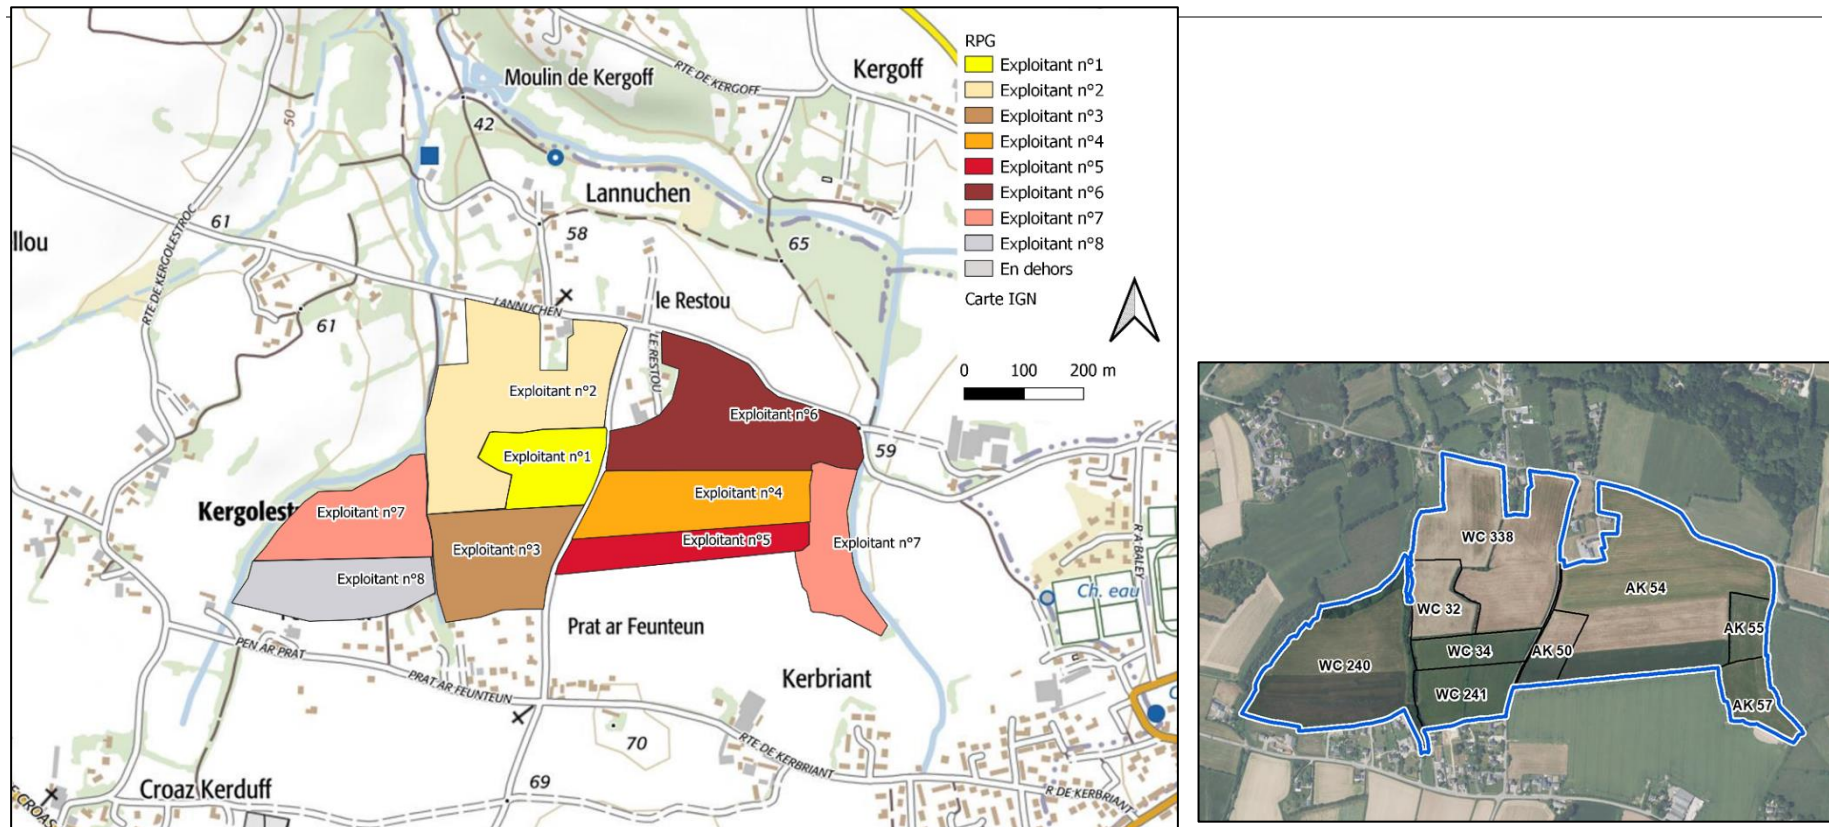 RPG
Exploitant n°1
Exploitant n°2
Exploitant n°3
Exploitant n°4
Exploitant n°5
Exploitant n°6
Exploitant n°7
Exploitant n°8
En dehors
Carte IGN
0 100 200 m
Moulin de Kergoff
RTE DE KERGOFF
Kergoff
50
42
Lannuchen
RTE DE KERGOLESTROC
61
58
65
llou
le Restou
LANNUCHEN
61
LE RESTOU
Exploitant n°2
Exploitant n°6
59
Exploitant n°1
Exploitant n°4
Kergolest
Exploitant n°7
Exploitant n°3
Exploitant n°5
Exploitant n°7
R A BALEY
Exploitant n°8
Ch. eau
Prat ar Feunteun
PEN AR PRAT
PRAT AR FEUNTEUN
Kerbriant
70
RTE DE KERBRIANT
69
Croaz Kerduff
E CROAS
R DE KERBRIANT
WC 338
WC 32
AK 54
WC 34
AK 50
AK 55
WC 240
WC 241
AK 57